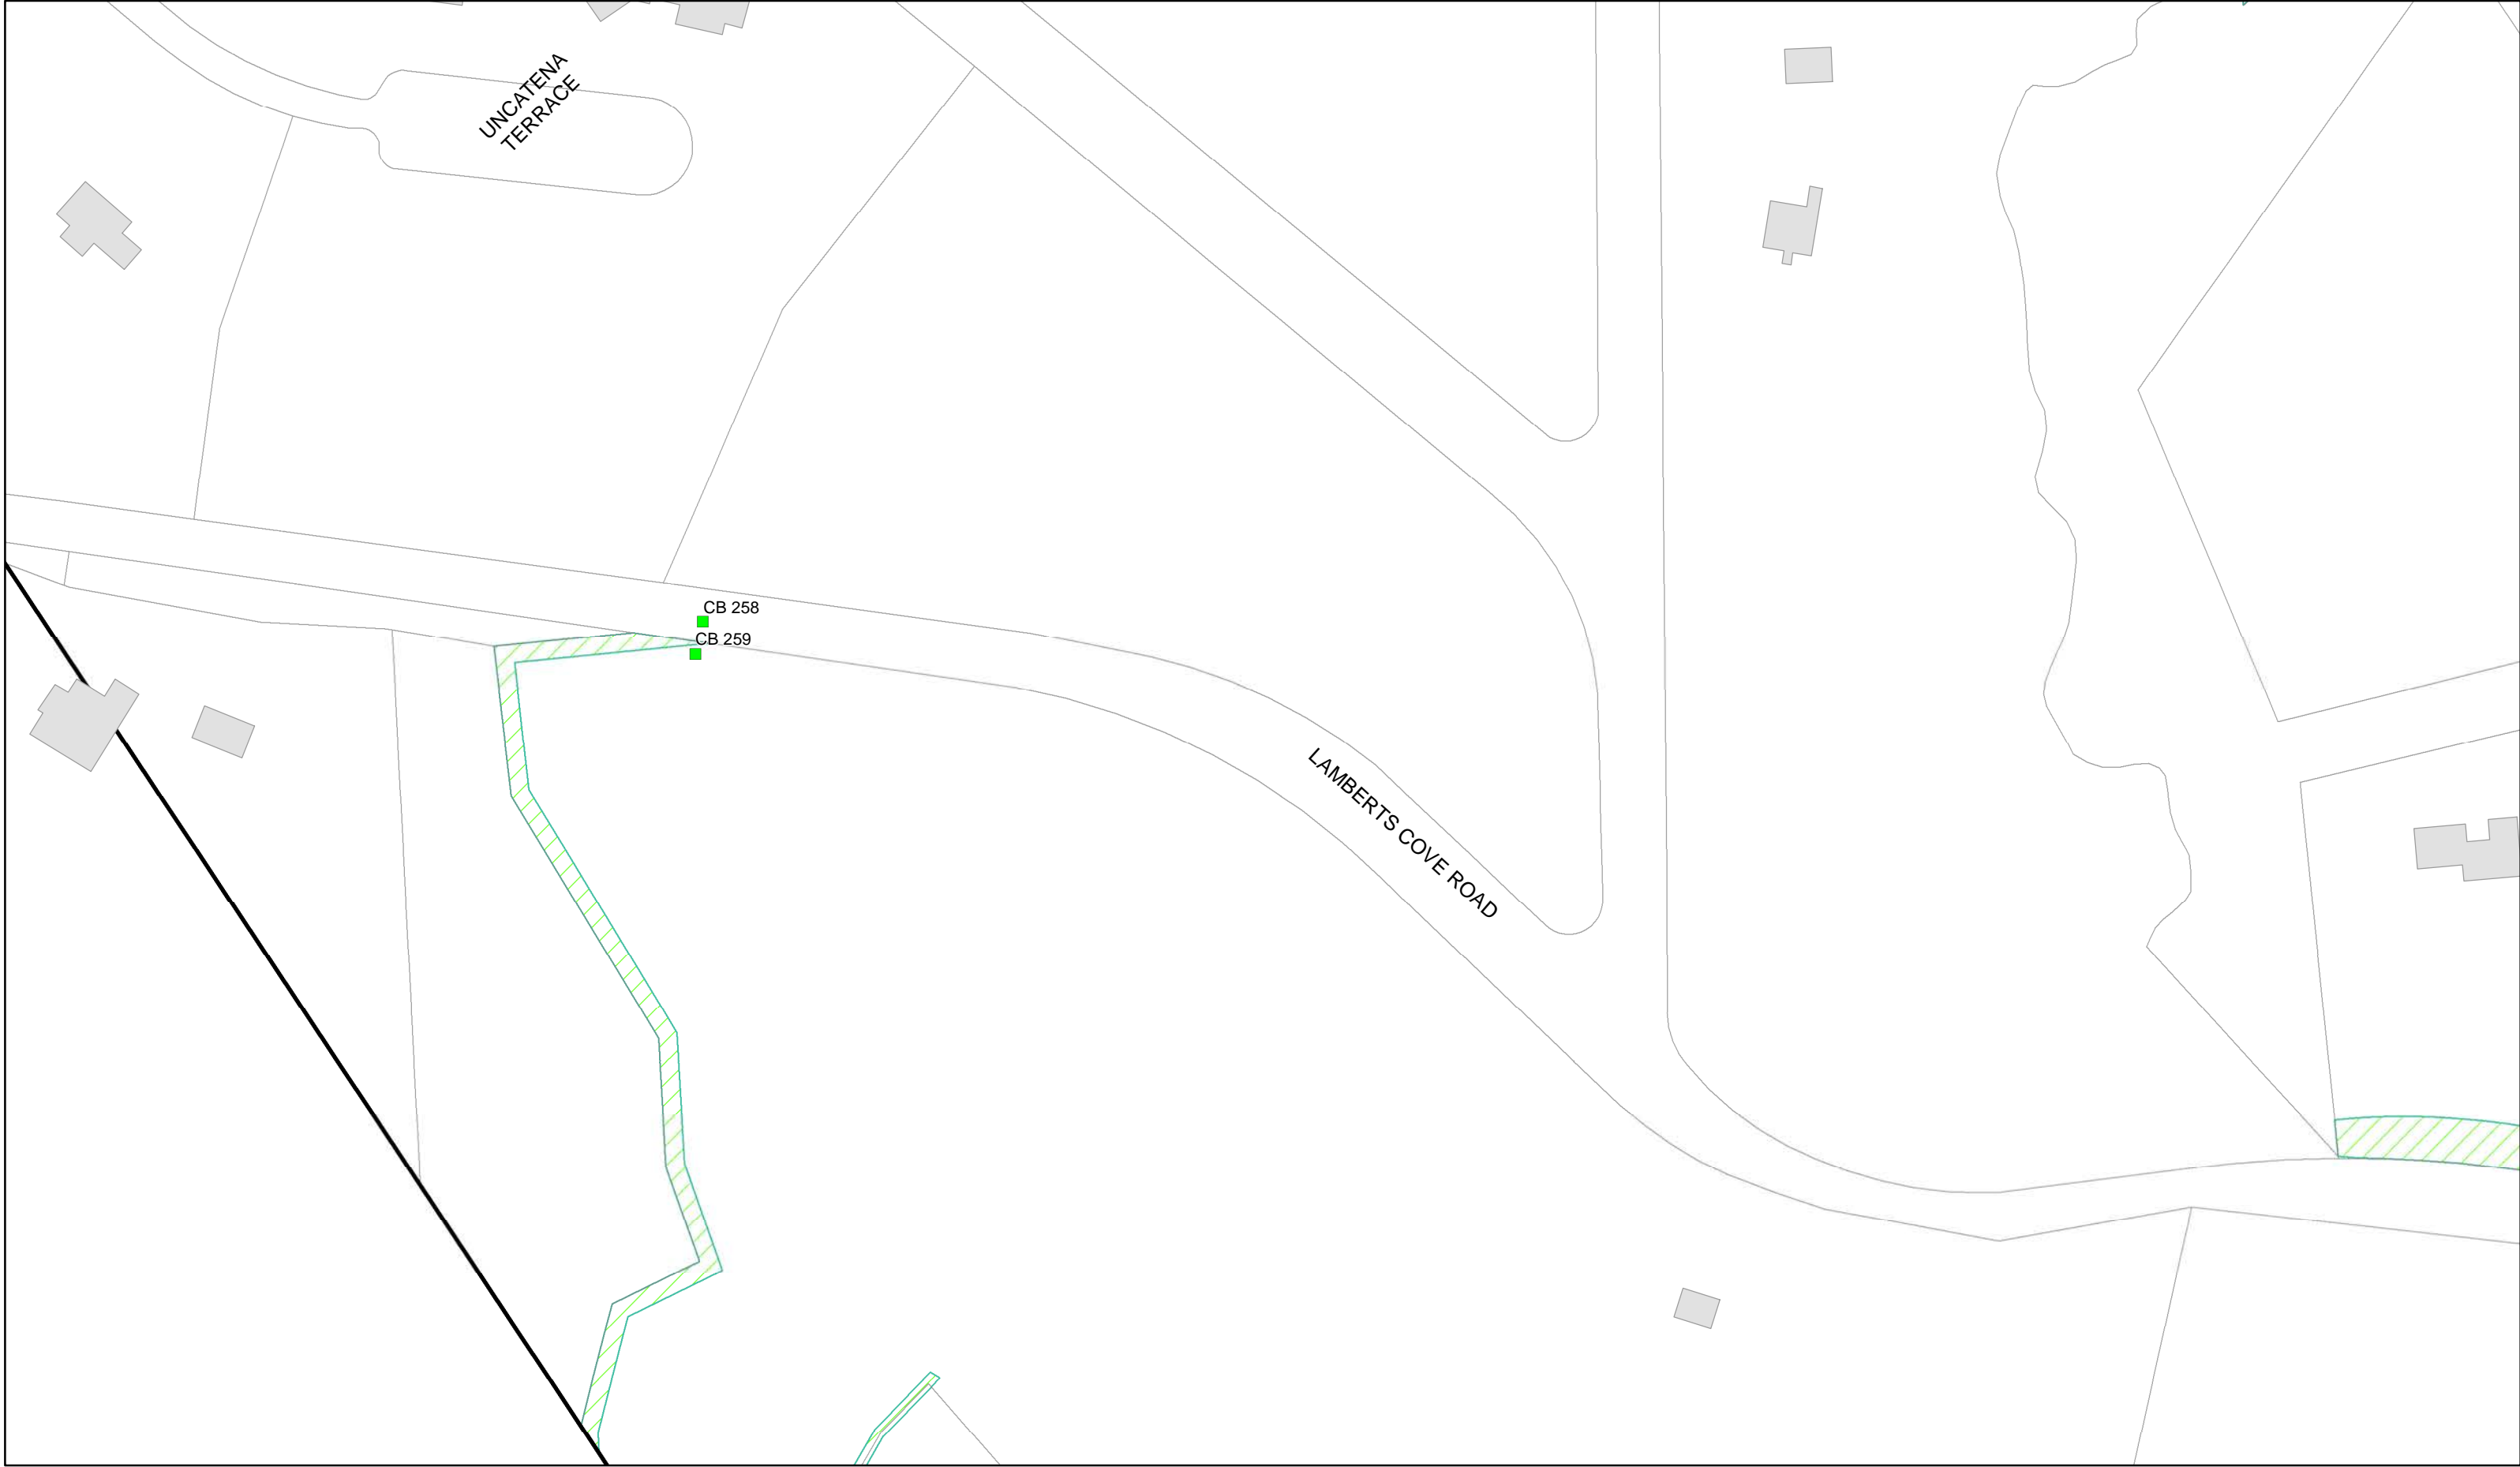 UNCATENA
TERRACE
CB 258
CB 259
LAMBERTS COVE ROAD